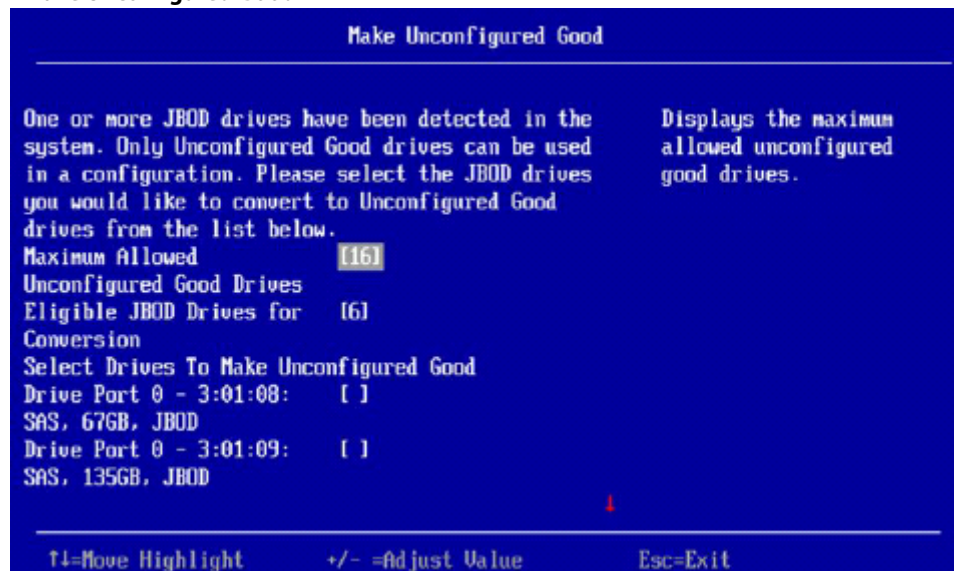 Make Unconfigured Good
One or more JBOD drives have been detected in the
system. Only Unconfigured Good drives can be used
in a configuration. Please select the JBOD drives
you would like to convert to Unconfigured Good
drives from the list below.
Displays the maximum
allowed unconfigured
good drives.
Maximum Allowed [16]
Unconfigured Good Drives
Eligible JBOD Drives for [6]
Conversion
Select Drives To Make Unconfigured Good
Drive Port 0 - 3:01:08: [ ]
SAS, 67GB, JBOD
Drive Port 0 - 3:01:09: [ ]
SAS, 135GB, JBOD
↓
↑↓=Move Highlight +/- =Adjust Value Esc=Exit